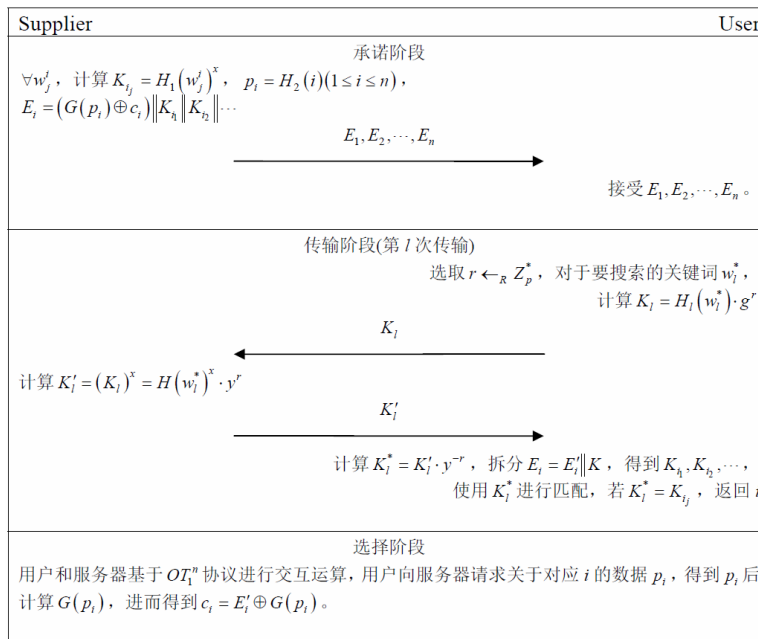 Supplier User
承诺阶段
∀w_j^i，计算 K_{i_j} = H_1(w_j^i)^x，p_i = H_2(i)(1≤i≤n)，
E_i = (G(p_i)⊕c_i)‖K_{i_1}‖K_{i_2}‖⋯
E_1, E_2, ⋯, E_n
接受 E_1, E_2, ⋯, E_n。
传输阶段(第 l 次传输)
选取 r ←_R Z_p^*，对于要搜索的关键词 w_l^*，
计算 K_l = H_l(w_l^*)·g^r
K_l
计算 K_l′ = (K_l)^x = H(w_l^*)^x · y^r
K_l′
计算 K_l^* = K_l′·y^{-r}，拆分 E_i = E_i′‖K，得到 K_{i_1}, K_{i_2}, ⋯，
使用 K_l^* 进行匹配，若 K_l^* = K_{i_j}，返回 i
选择阶段
用户和服务器基于 OT_1^n 协议进行交互运算，用户向服务器请求关于对应 i 的数据 p_i，得到 p_i 后
计算 G(p_i)，进而得到 c_i = E_i′⊕G(p_i)。